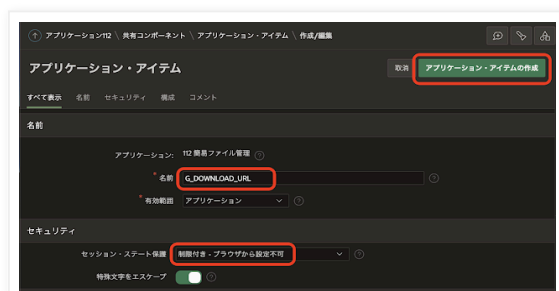 アプリケーション112 \ 共有コンポーネント \ アプリケーション・アイテム \ 作成/編集
アプリケーション・アイテム
取消
アプリケーション・アイテムの作成
すべて表示 名前 セキュリティ 構成 コメント
名前
アプリケーション: 112 簡易ファイル管理
* 名前 G_DOWNLOAD_URL
* 有効範囲 アプリケーション
セキュリティ
セッション・ステート保護 制限付き - ブラウザから設定不可
特殊文字をエスケープ